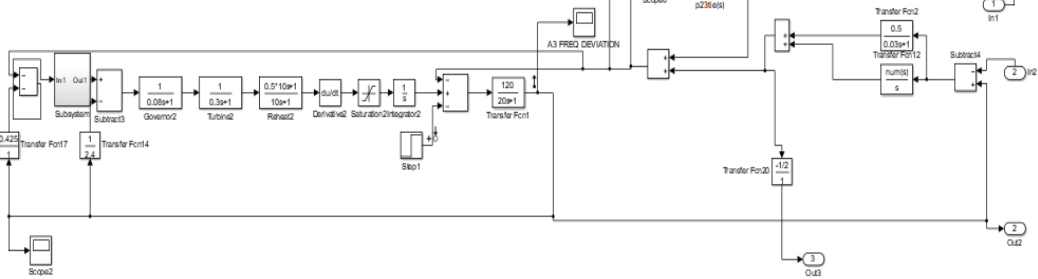 p23tie(s)
In1
Transfer Fcn2
0.5
0.03s+1
Transfer Fcn12
num(s)
s
Subtract4
2
In2
A3 FREQ DEVIATION
In1 Out1
Subsystem
Subtract3
1
0.08s+1
Governor2
1
0.3s+1
Turbine2
0.5*10s+1
10s+1
Reheat2
du/dt
Derivative2
Saturation2
1
s
Integrator2
120
20s+1
Transfer Fcn1
Step1
0.425
1
Transfer Fcn17
1
2.4
Transfer Fcn14
Transfer Fcn20
-1/2
1
2
Out2
3
Out3
Scope2